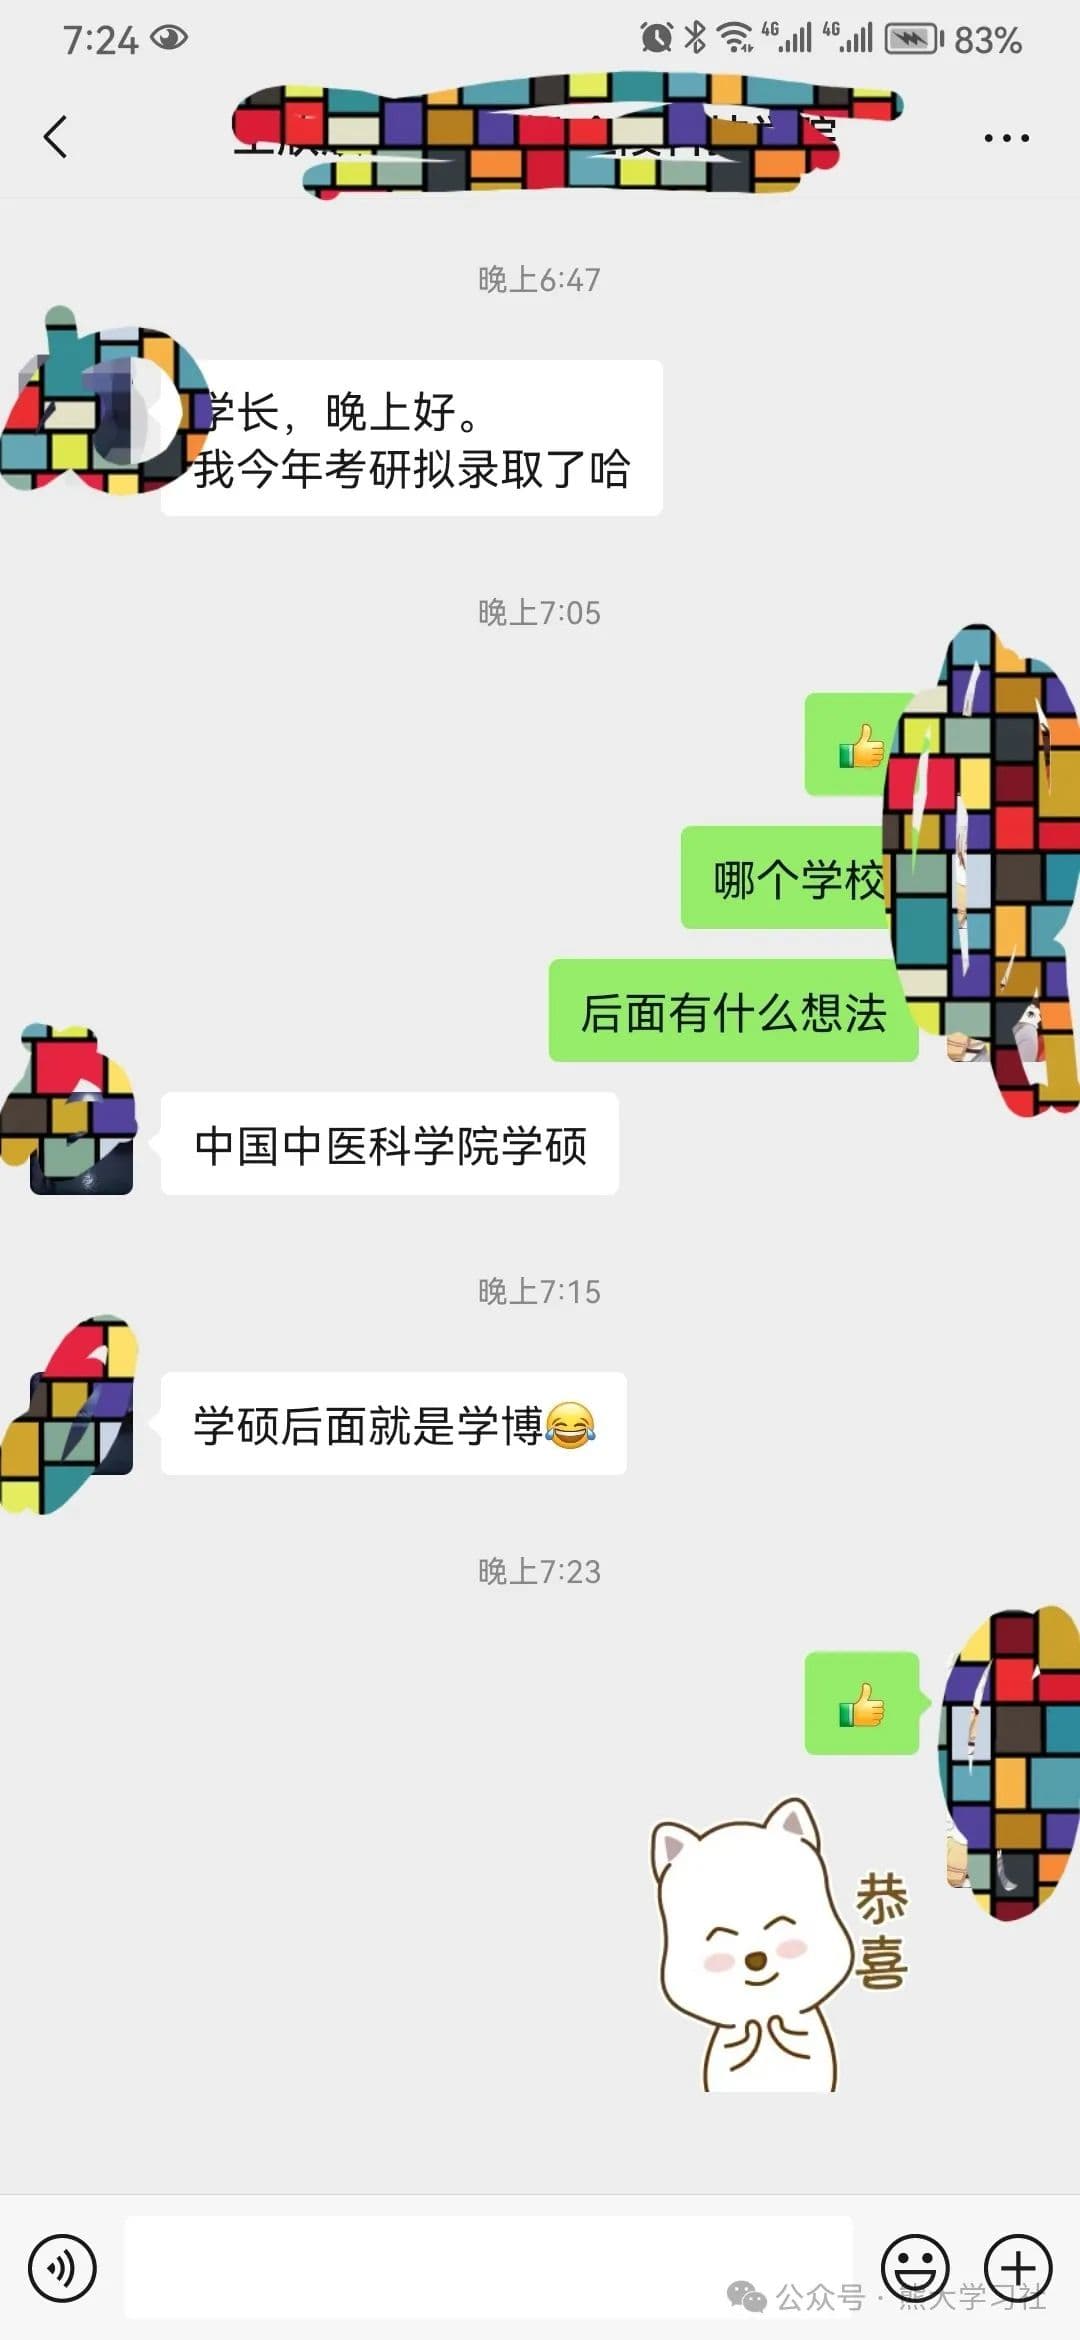 7:24
4G
4G
83%
晚上6:47
学长，晚上好。
我今年考研拟录取了哈
晚上7:05
哪个学校
后面有什么想法
中国中医科学院学硕
晚上7:15
学硕后面就是学博😂
晚上7:23
👍
恭喜
公众号·熊大学习社